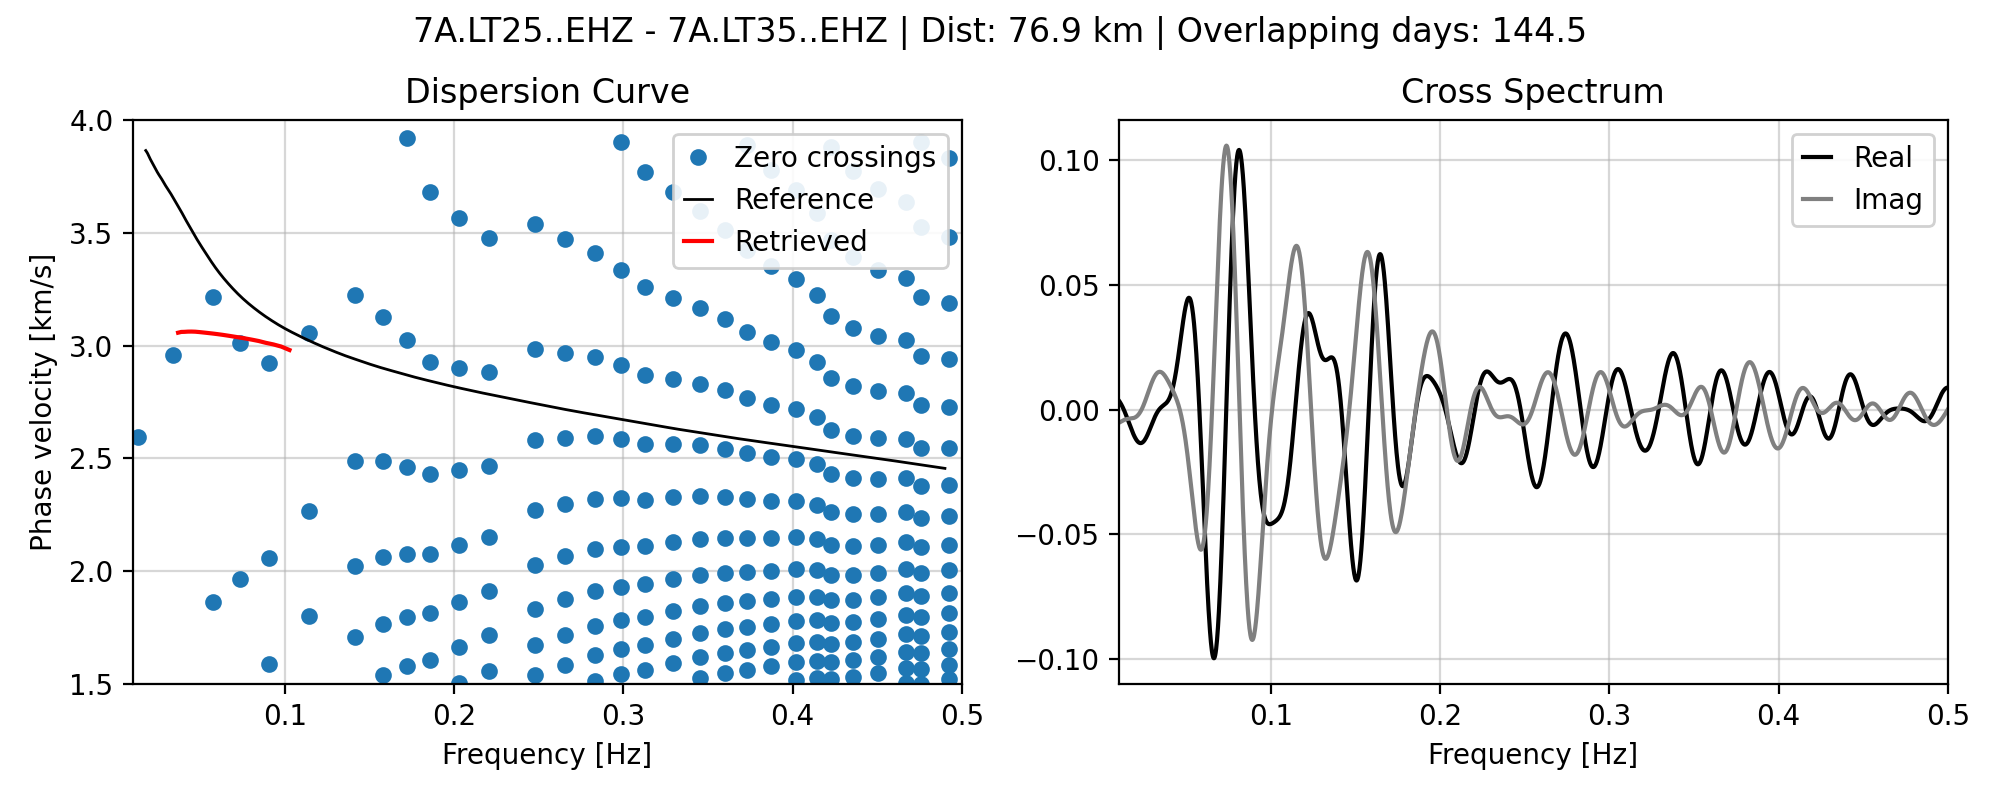 7A.LT25..EHZ - 7A.LT35..EHZ | Dist: 76.9 km | Overlapping days: 144.5
Dispersion Curve
4.0
3.5
3.0
2.5
2.0
1.5
Phase velocity [km/s]
Zero crossings
Reference
Retrieved
0.1 0.2 0.3 0.4 0.5
Frequency [Hz]
Cross Spectrum
0.10
0.05
0.00
−0.05
−0.10
Real
Imag
0.1 0.2 0.3 0.4 0.5
Frequency [Hz]